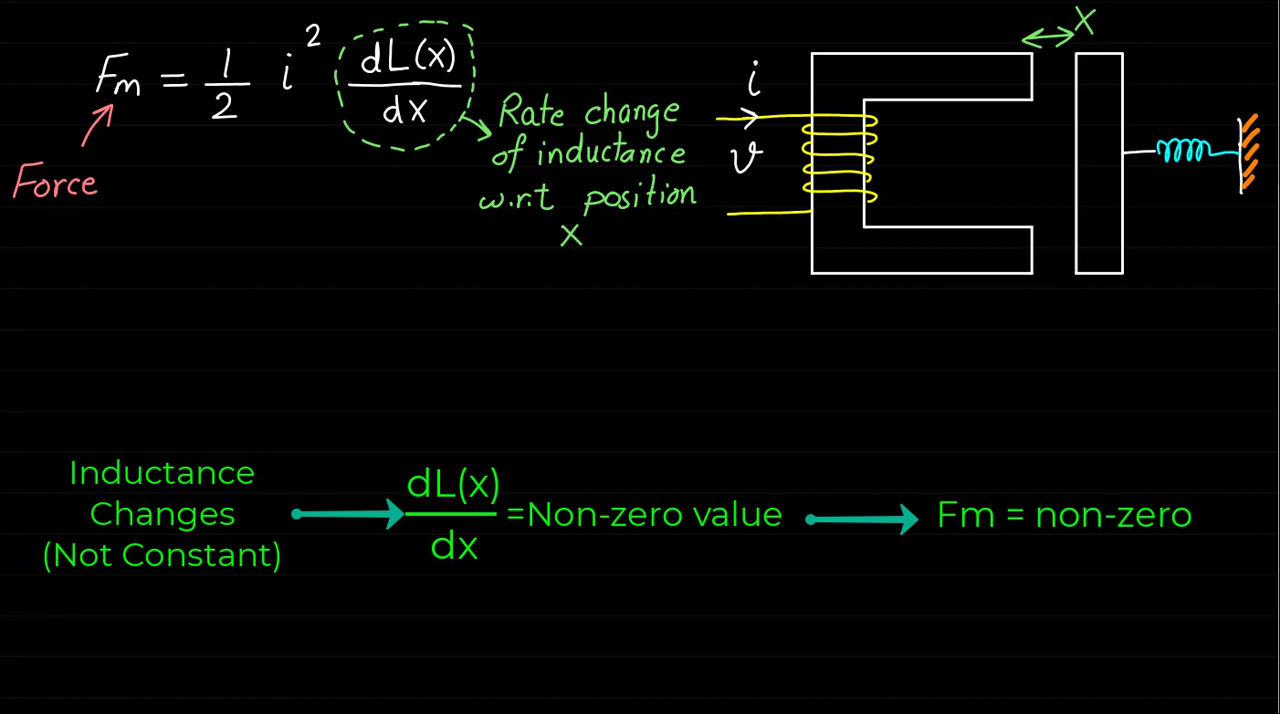 Fm = 1/2 i² dL(x)/dx
Force
Rate change
of inductance
w.r.t position
x
i
v
x
Inductance
Changes
(Not Constant)
dL(x)/dx =Non-zero value
Fm = non-zero